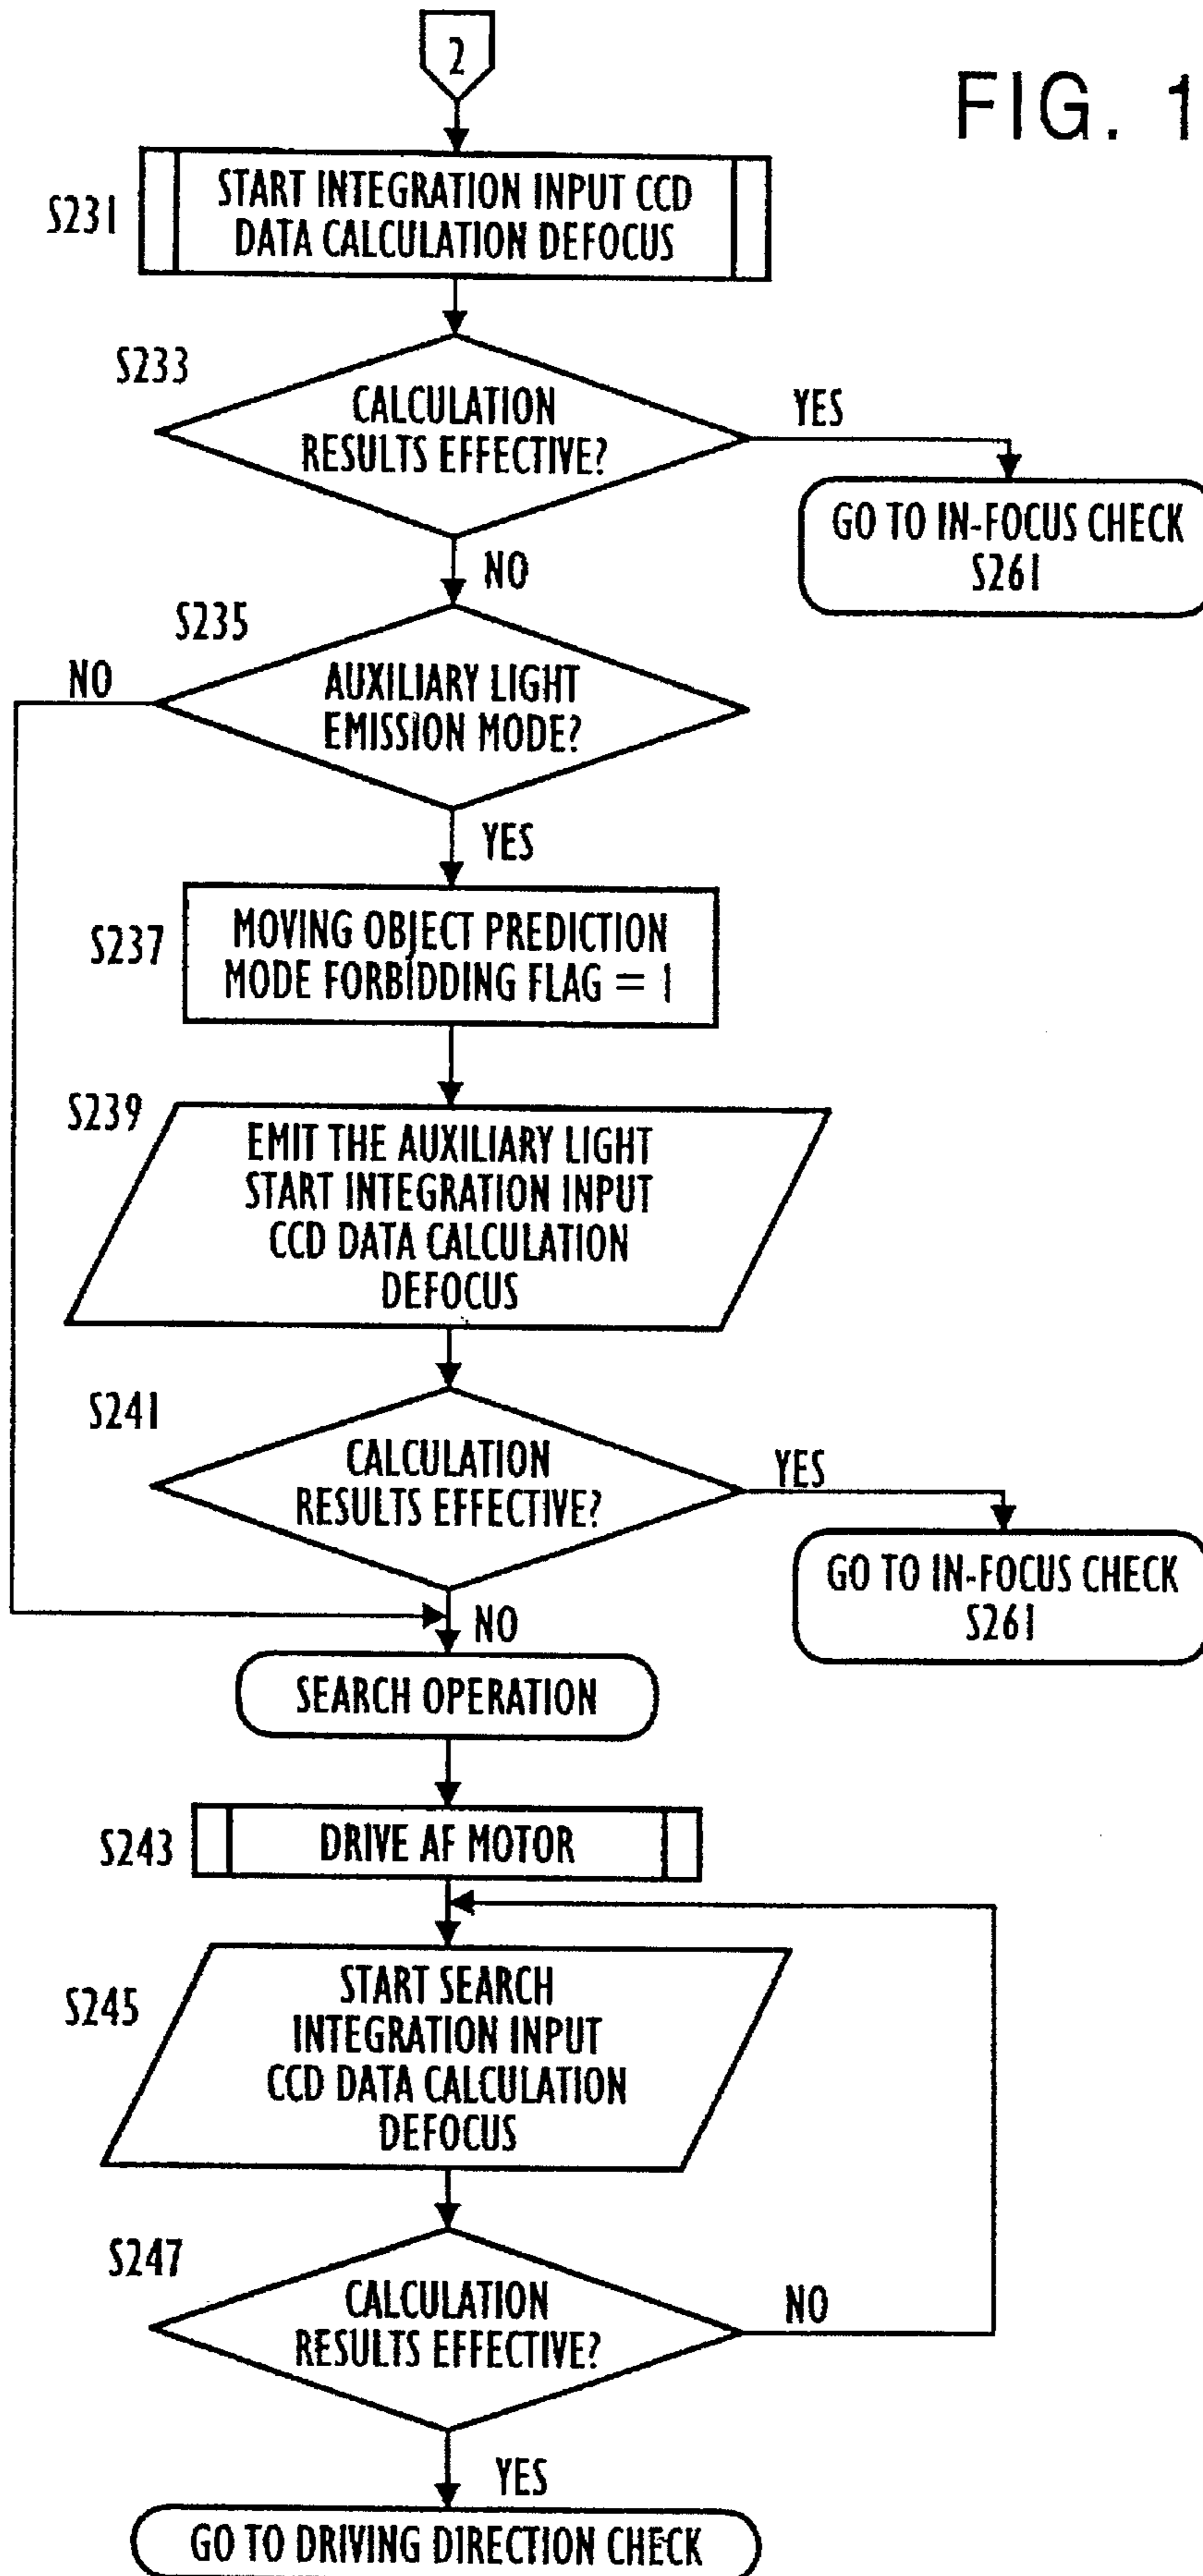 2
FIG. 1
S231
START INTEGRATION INPUT CCD
DATA CALCULATION DEFOCUS
S233
CALCULATION
RESULTS EFFECTIVE?
YES
GO TO IN-FOCUS CHECK
S261
NO
S235
NO
AUXILIARY LIGHT
EMISSION MODE?
YES
S237
MOVING OBJECT PREDICTION
MODE FORBIDDING FLAG = 1
S239
EMIT THE AUXILIARY LIGHT
START INTEGRATION INPUT
CCD DATA CALCULATION
DEFOCUS
S241
CALCULATION
RESULTS EFFECTIVE?
YES
GO TO IN-FOCUS CHECK
S261
NO
SEARCH OPERATION
S243
DRIVE AF MOTOR
S245
START SEARCH
INTEGRATION INPUT
CCD DATA CALCULATION
DEFOCUS
S247
CALCULATION
RESULTS EFFECTIVE?
NO
YES
GO TO DRIVING DIRECTION CHECK